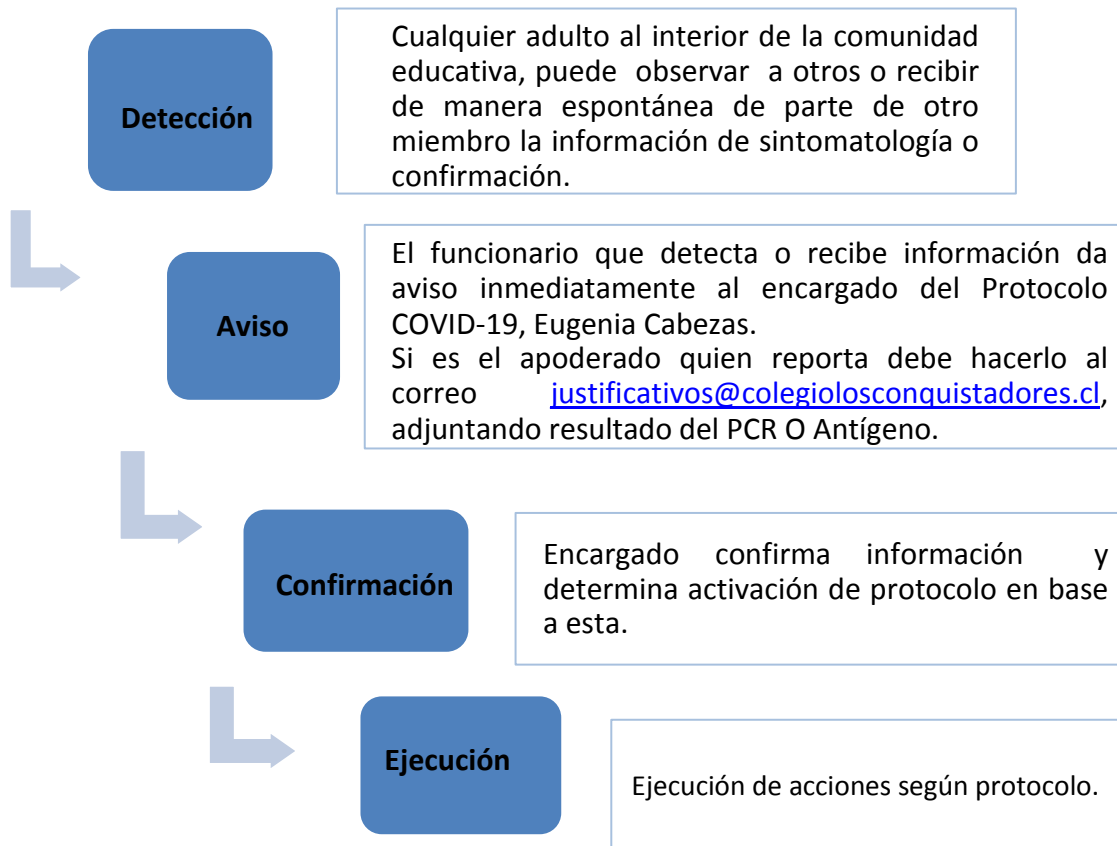 Detección
Cualquier adulto al interior de la comunidad
educativa, puede observar a otros o recibir
de manera espontánea de parte de otro
miembro la información de sintomatología o
confirmación.
Aviso
El funcionario que detecta o recibe información da
aviso inmediatamente al encargado del Protocolo
COVID-19, Eugenia Cabezas.
Si es el apoderado quien reporta debe hacerlo al
correo justificativos@colegiolosconquistadores.cl,
adjuntando resultado del PCR O Antígeno.
Confirmación
Encargado confirma información y
determina activación de protocolo en base
a esta.
Ejecución
Ejecución de acciones según protocolo.